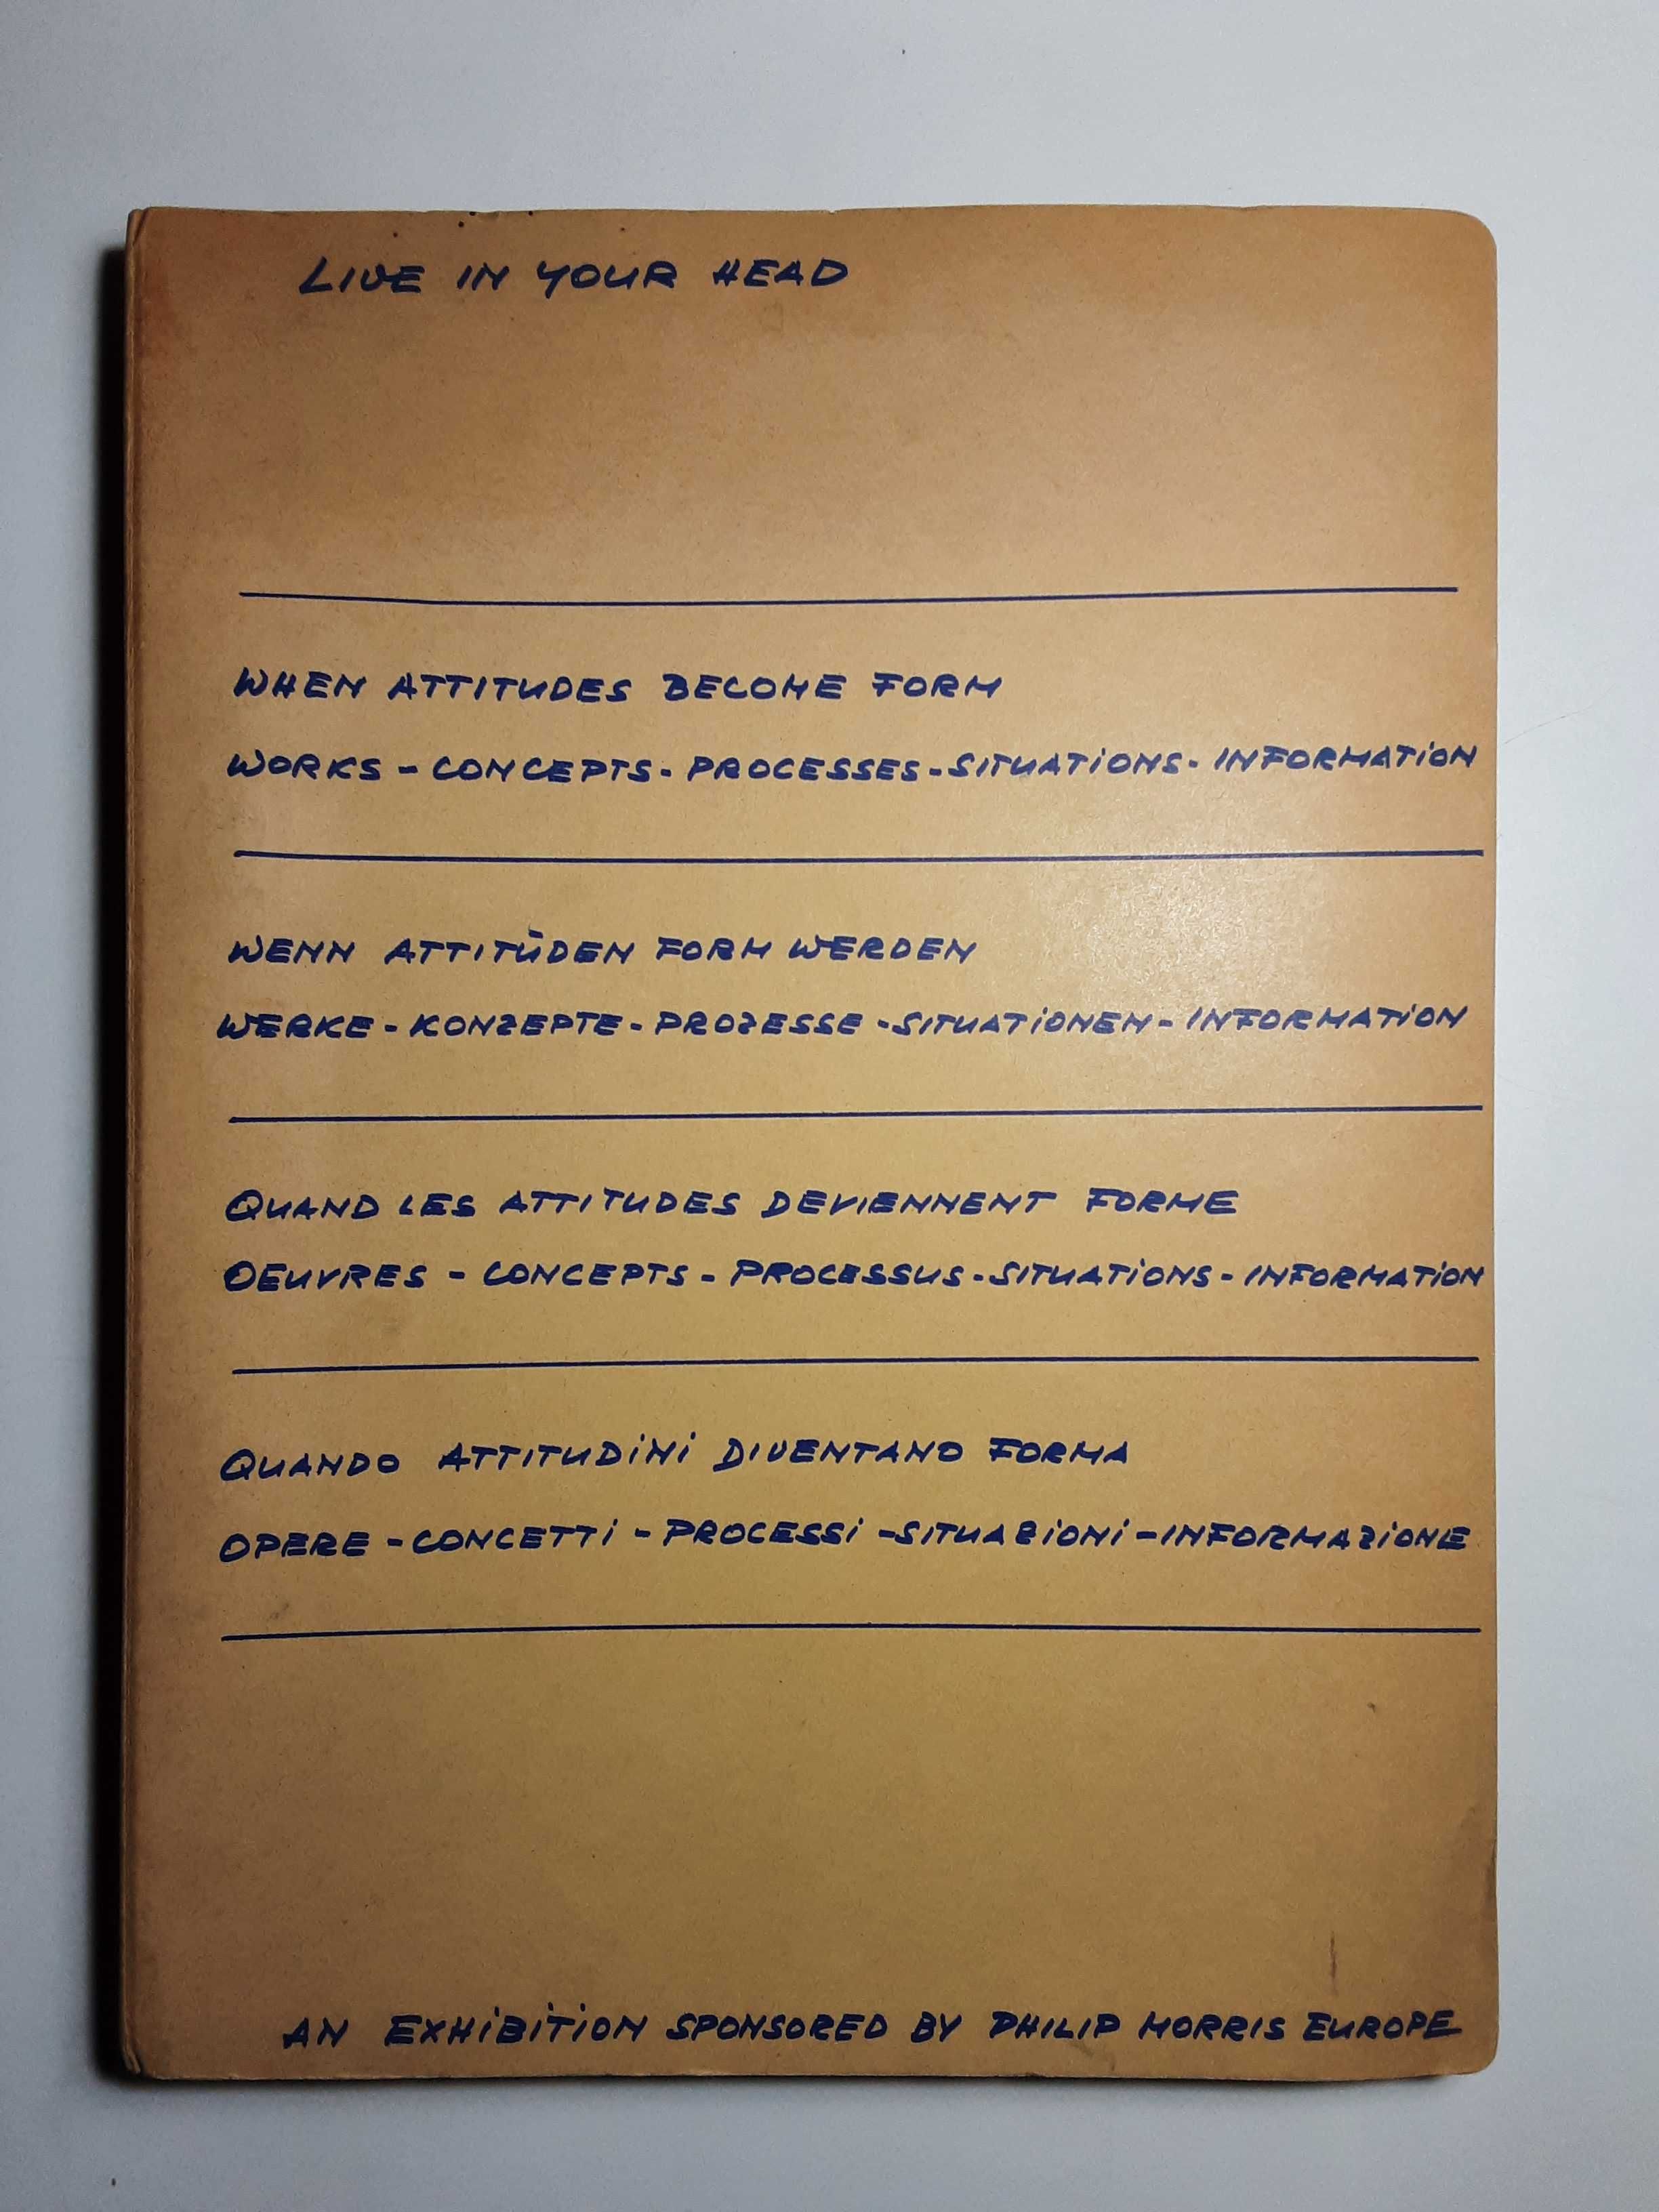 LIVE IN YOUR HEAD
WHEN ATTITUDES BECOME FORM
WORKS - CONCEPTS - PROCESSES - SITUATIONS - INFORMATION
WENN ATTITÜDEN FORM WERDEN
WERKE - KONZEPTE - PROZESSE - SITUATIONEN - INFORMATION
QUAND LES ATTITUDES DEVIENNENT FORME
OEUVRES - CONCEPTS - PROCESSUS - SITUATIONS - INFORMATION
QUANDO ATTITUDINI DIVENTANO FORMA
OPERE - CONCETTI - PROCESSI - SITUAZIONI - INFORMAZIONE
AN EXHIBITION SPONSORED BY PHILIP MORRIS EUROPE